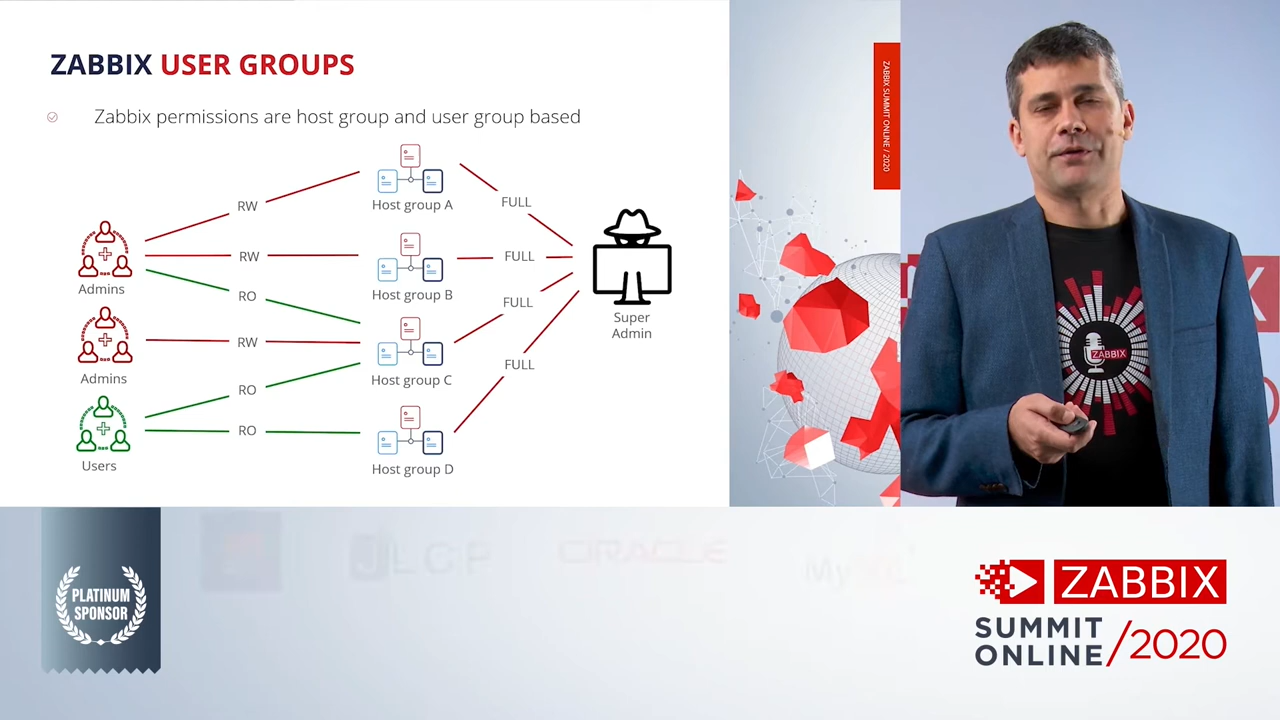 ZABBIX USER GROUPS
Zabbix permissions are host group and user group based
RW
RW
RO
RW
RO
RO
Admins
Admins
Users
Host group A
Host group B
Host group C
Host group D
FULL
FULL
FULL
FULL
Super
Admin
ZABBIX SUMMIT ONLINE / 2020
ZABBIX
PLATINUM
SPONSOR
ORACLE
ZABBIX
SUMMIT
ONLINE/2020